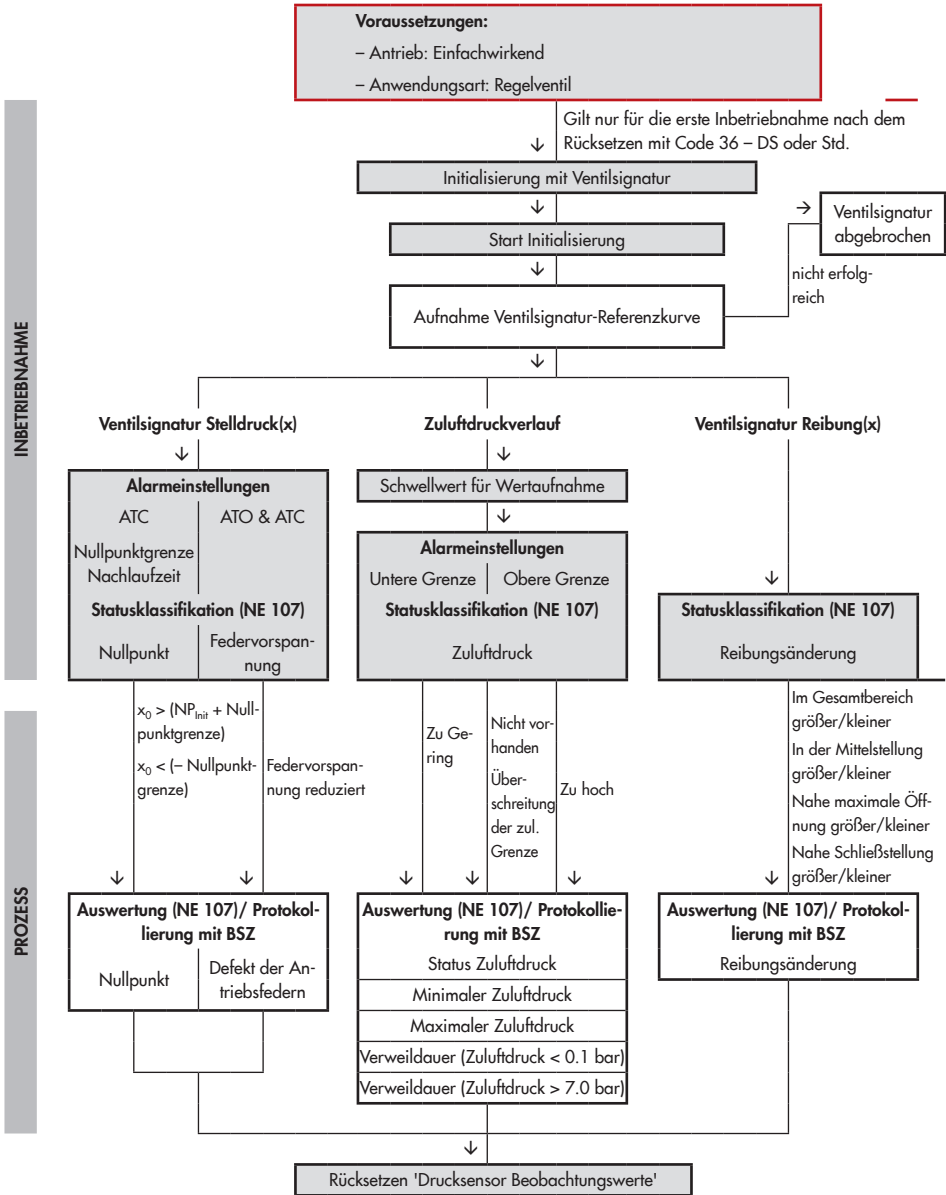 Voraussetzungen:
– Antrieb: Einfachwirkend
– Anwendungsart: Regelventil
Gilt nur für die erste Inbetriebnahme nach dem
Rücksetzen mit Code 36 – DS oder Std.
Initialisierung mit Ventilsignatur
Start Initialisierung
Ventilsignatur
abgebrochen
nicht erfolg-
reich
Aufnahme Ventilsignatur-Referenzkurve
INBETRIEBNAHME
Ventilsignatur Stelldruck(x)
Alarmeinstellungen
ATC
ATO & ATC
Nullpunktgrenze
Nachlaufzeit
Statusklassifikation (NE 107)
Nullpunkt
Federvorspan-
nung
Zuluftdruckverlauf
Schwellwert für Wertaufnahme
Alarmeinstellungen
Untere Grenze
Obere Grenze
Statusklassifikation (NE 107)
Zuluftdruck
Ventilsignatur Reibung(x)
Statusklassifikation (NE 107)
Reibungsänderung
PROZESS
x0 > (NPInit + Null-
punktgrenze)
x0 < (– Nullpunkt-
grenze)
Federvorspan-
nung reduziert
Zu Ge-
ring
Nicht vor-
handen
Über-
schreitung
der zul.
Grenze
Zu hoch
Im Gesamtbereich
größer/kleiner
In der Mittelstellung
größer/kleiner
Nahe maximale Öff-
nung größer/kleiner
Nahe Schließstellung
größer/kleiner
Auswertung (NE 107)/ Protokol-
lierung mit BSZ
Nullpunkt
Defekt der An-
triebsfedern
Auswertung (NE 107)/ Protokollie-
rung mit BSZ
Status Zuluftdruck
Minimaler Zuluftdruck
Maximaler Zuluftdruck
Verweildauer (Zuluftdruck < 0.1 bar)
Verweildauer (Zuluftdruck > 7.0 bar)
Auswertung (NE 107)/ Protokol-
lierung mit BSZ
Reibungsänderung
Rücksetzen 'Drucksensor Beobachtungswerte'